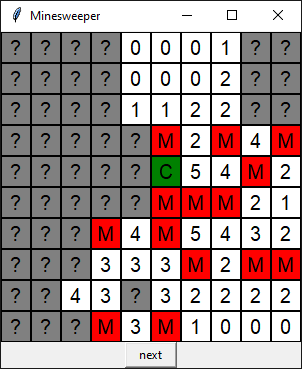 Minesweeper
? ? ? ? 0 0 0 1 ? ?
? ? ? ? 0 0 0 2 ? ?
? ? ? ? 1 1 2 2 ? ?
? ? ? ? ? M 2 M 4 M
? ? ? ? ? C 5 4 M 2
? ? ? ? ? M M M 2 1
? ? ? M 4 M 5 4 3 2
? ? ? 3 3 3 M 2 M M
? ? 4 3 ? 3 2 2 2 2
? ? ? M 3 M 1 0 0 0
next